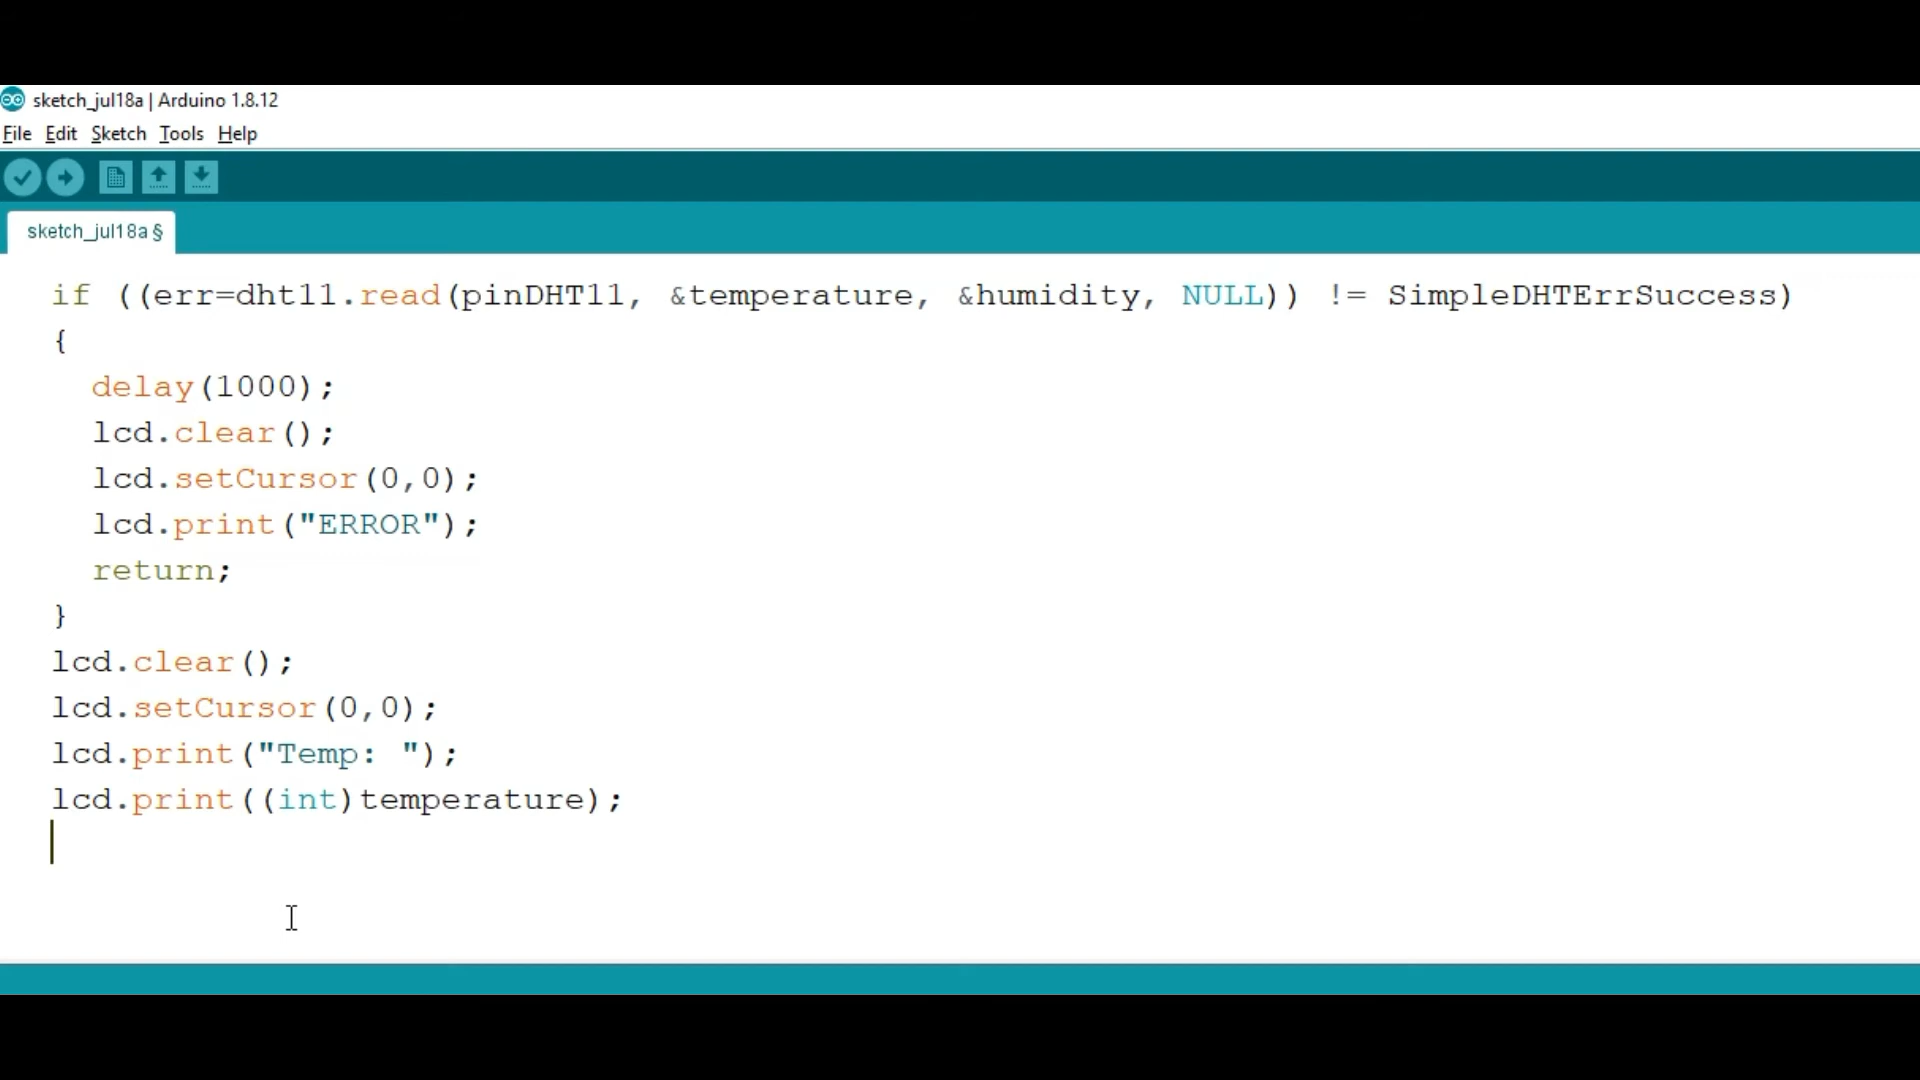 sketch_jul18a | Arduino 1.8.12
File Edit Sketch Tools Help
sketch_jul18a §
if ((err=dht11.read(pinDHT11, &temperature, &humidity, NULL)) != SimpleDHTErrSuccess)
{
delay(1000);
lcd.clear();
lcd.setCursor(0,0);
lcd.print("ERROR");
return;
}
lcd.clear();
lcd.setCursor(0,0);
lcd.print("Temp: ");
lcd.print((int)temperature);